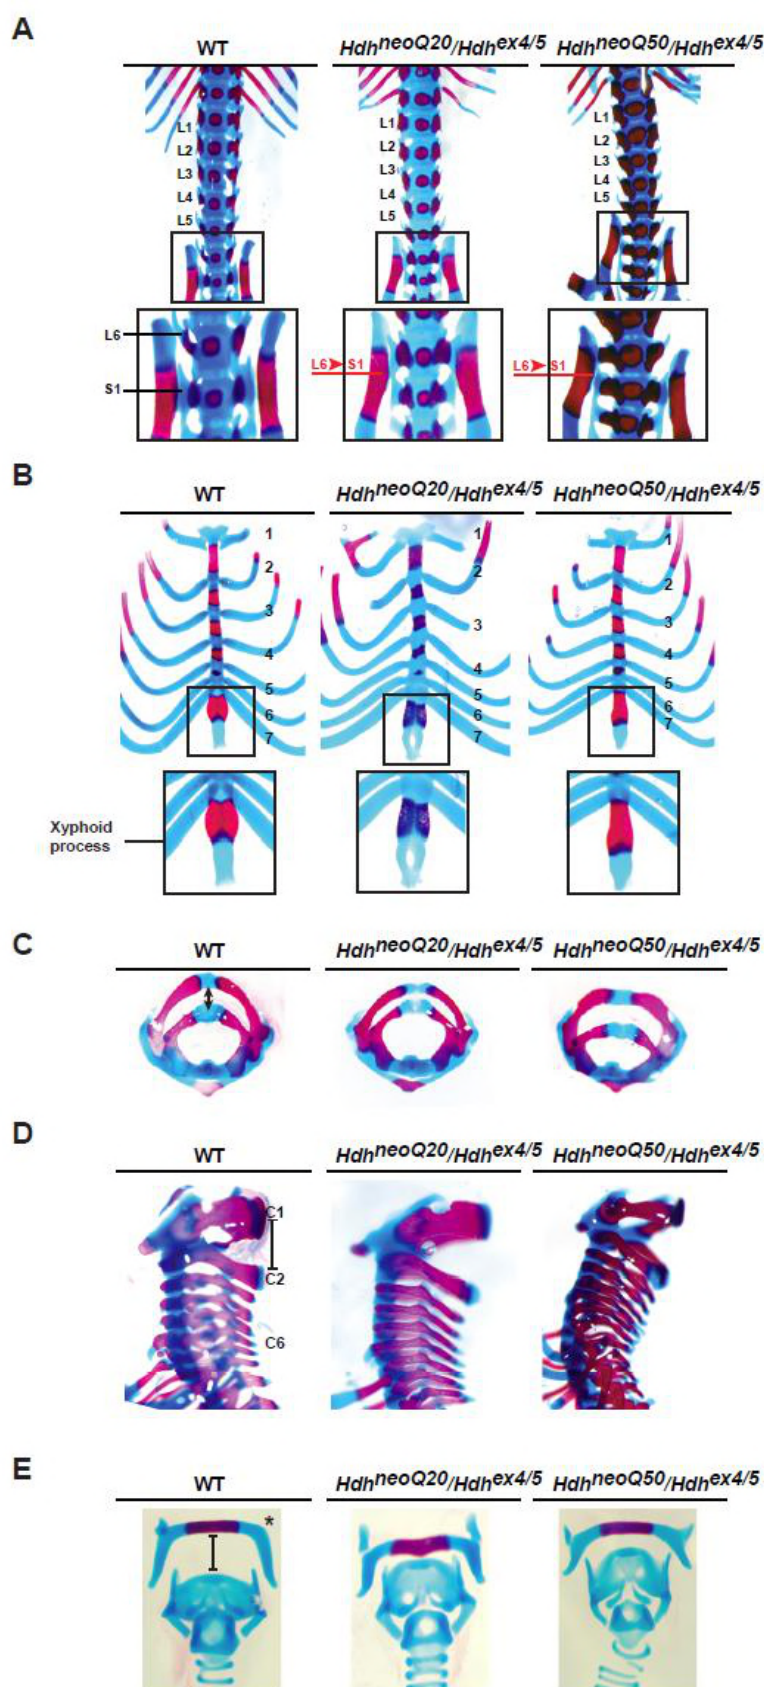 A
WT HdhneoQ20/Hdhex4/5 HdhneoQ50/Hdhex4/5
L1 L1 L1
L2 L2 L2
L3 L3 L3
L4 L4 L4
L5 L5 L5
L6 L6 S1 L6 S1
S1
B
WT HdhneoQ20/Hdhex4/5 HdhneoQ50/Hdhex4/5
1 1 1
2 2 2
3 3 3
4 4 4
5 5 5
6 6 6
7 7 7
Xyphoid
process
C
WT HdhneoQ20/Hdhex4/5 HdhneoQ50/Hdhex4/5
D
WT HdhneoQ20/Hdhex4/5 HdhneoQ50/Hdhex4/5
C1
C2
C6
E
WT HdhneoQ20/Hdhex4/5 HdhneoQ50/Hdhex4/5
*